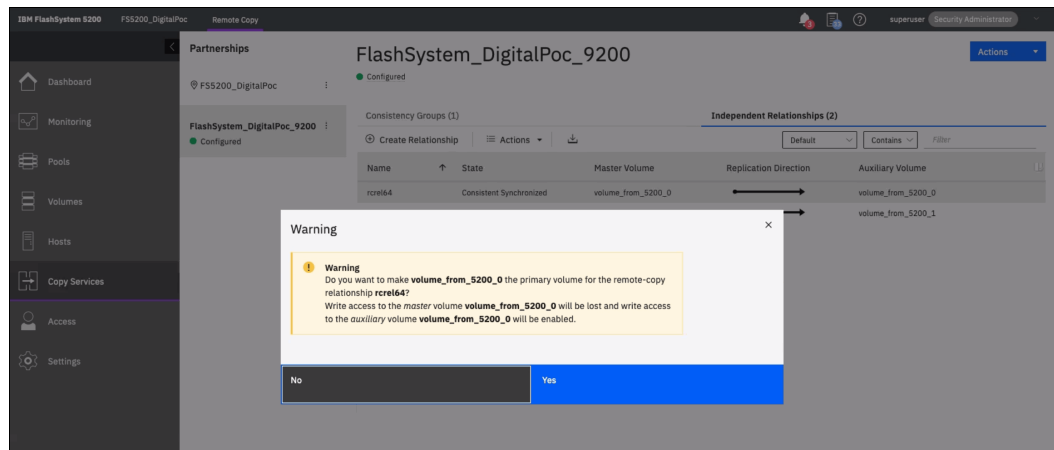 IBM FlashSystem 5200 FS5200_DigitalPoc Remote Copy
superuser Security Administrator
Partnerships
FS5200_DigitalPoc
FlashSystem_DigitalPoc_9200
Configured
Dashboard
Monitoring
Pools
Volumes
Hosts
Copy Services
Access
Settings
FlashSystem_DigitalPoc_9200
Configured
Actions
Consistency Groups (1) Independent Relationships (2)
Create Relationship Actions Default Contains Filter
Name State Master Volume Replication Direction Auxiliary Volume
rcrel64 Consistent Synchronized volume_from_5200_0 volume_from_5200_0
volume_from_5200_1
Warning
Warning
Do you want to make volume_from_5200_0 the primary volume for the remote-copy
relationship rcrel64?
Write access to the master volume volume_from_5200_0 will be lost and write access
to the auxiliary volume volume_from_5200_0 will be enabled.
No Yes